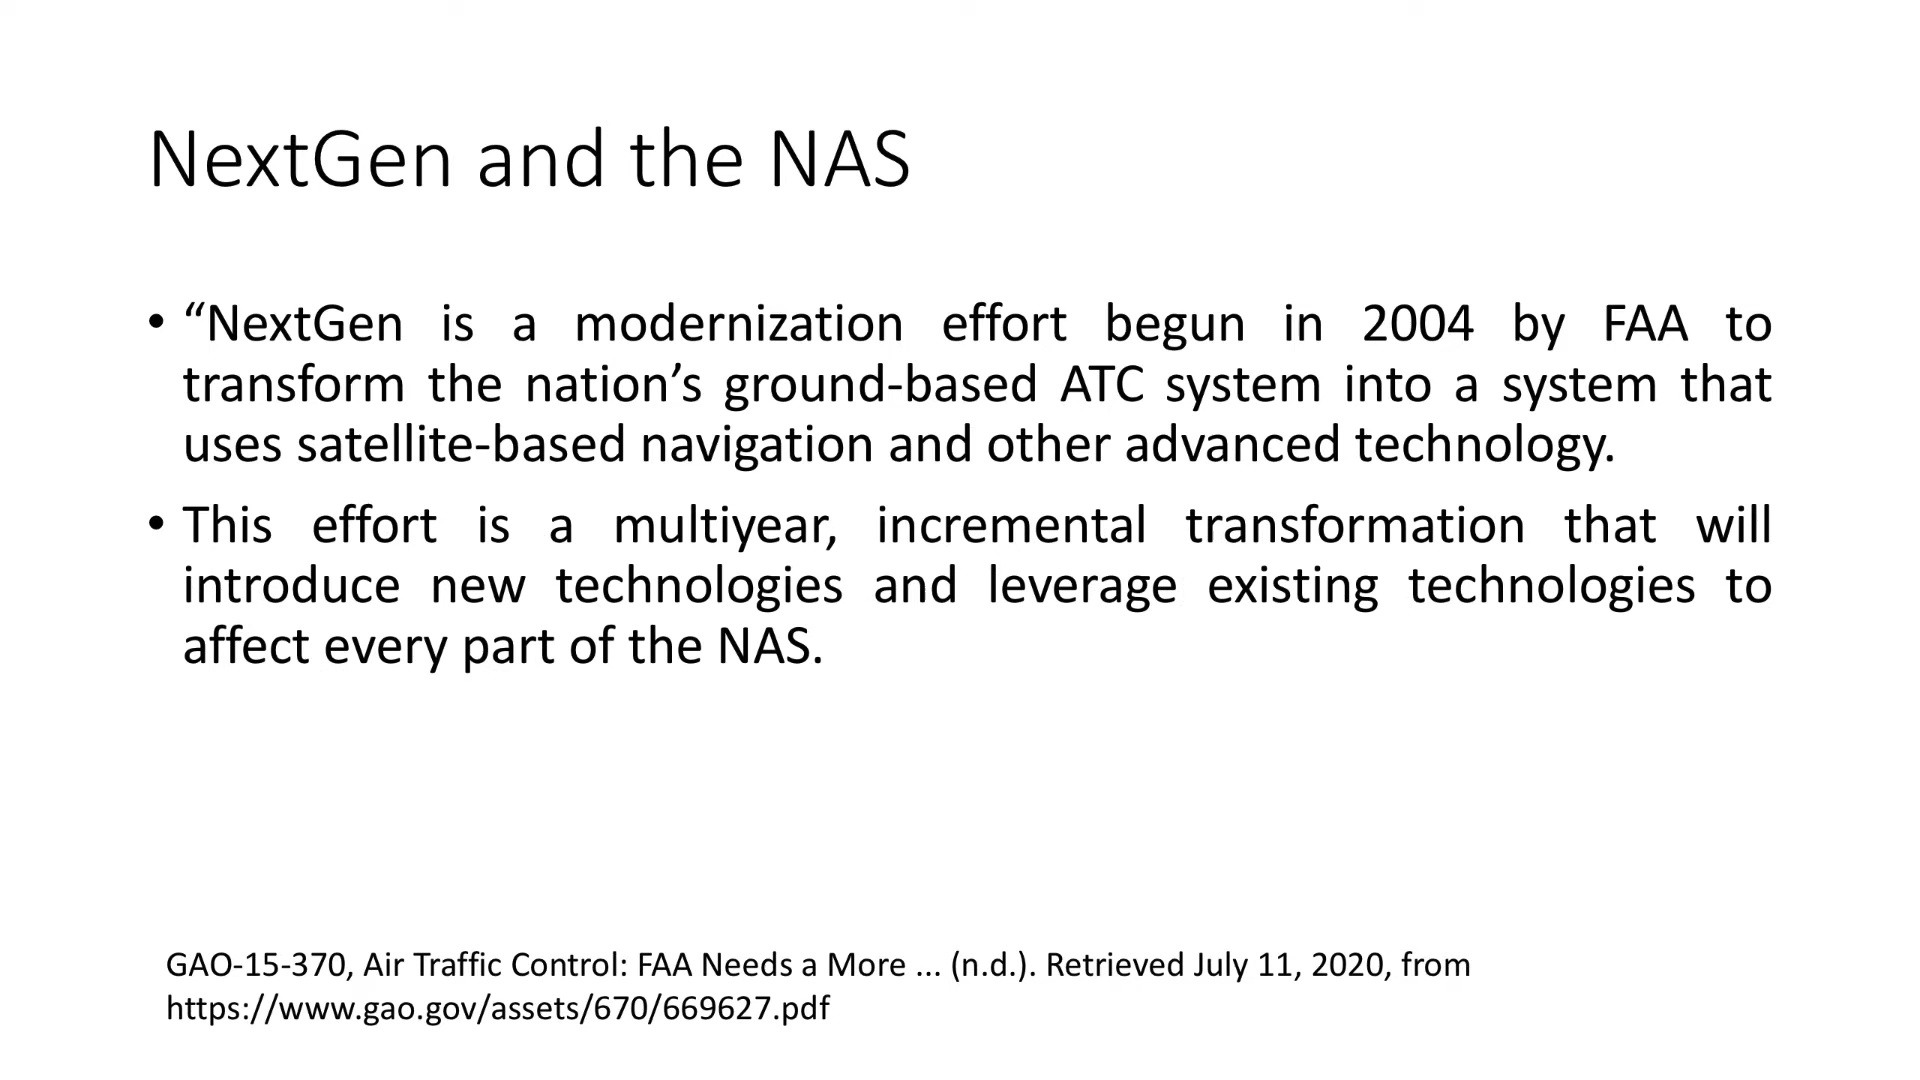 NextGen and the NAS
• “NextGen is a modernization effort begun in 2004 by FAA to
transform the nation’s ground-based ATC system into a system that
uses satellite-based navigation and other advanced technology.
• This effort is a multiyear, incremental transformation that will
introduce new technologies and leverage existing technologies to
affect every part of the NAS.
GAO-15-370, Air Traffic Control: FAA Needs a More ... (n.d.). Retrieved July 11, 2020, from
https://www.gao.gov/assets/670/669627.pdf